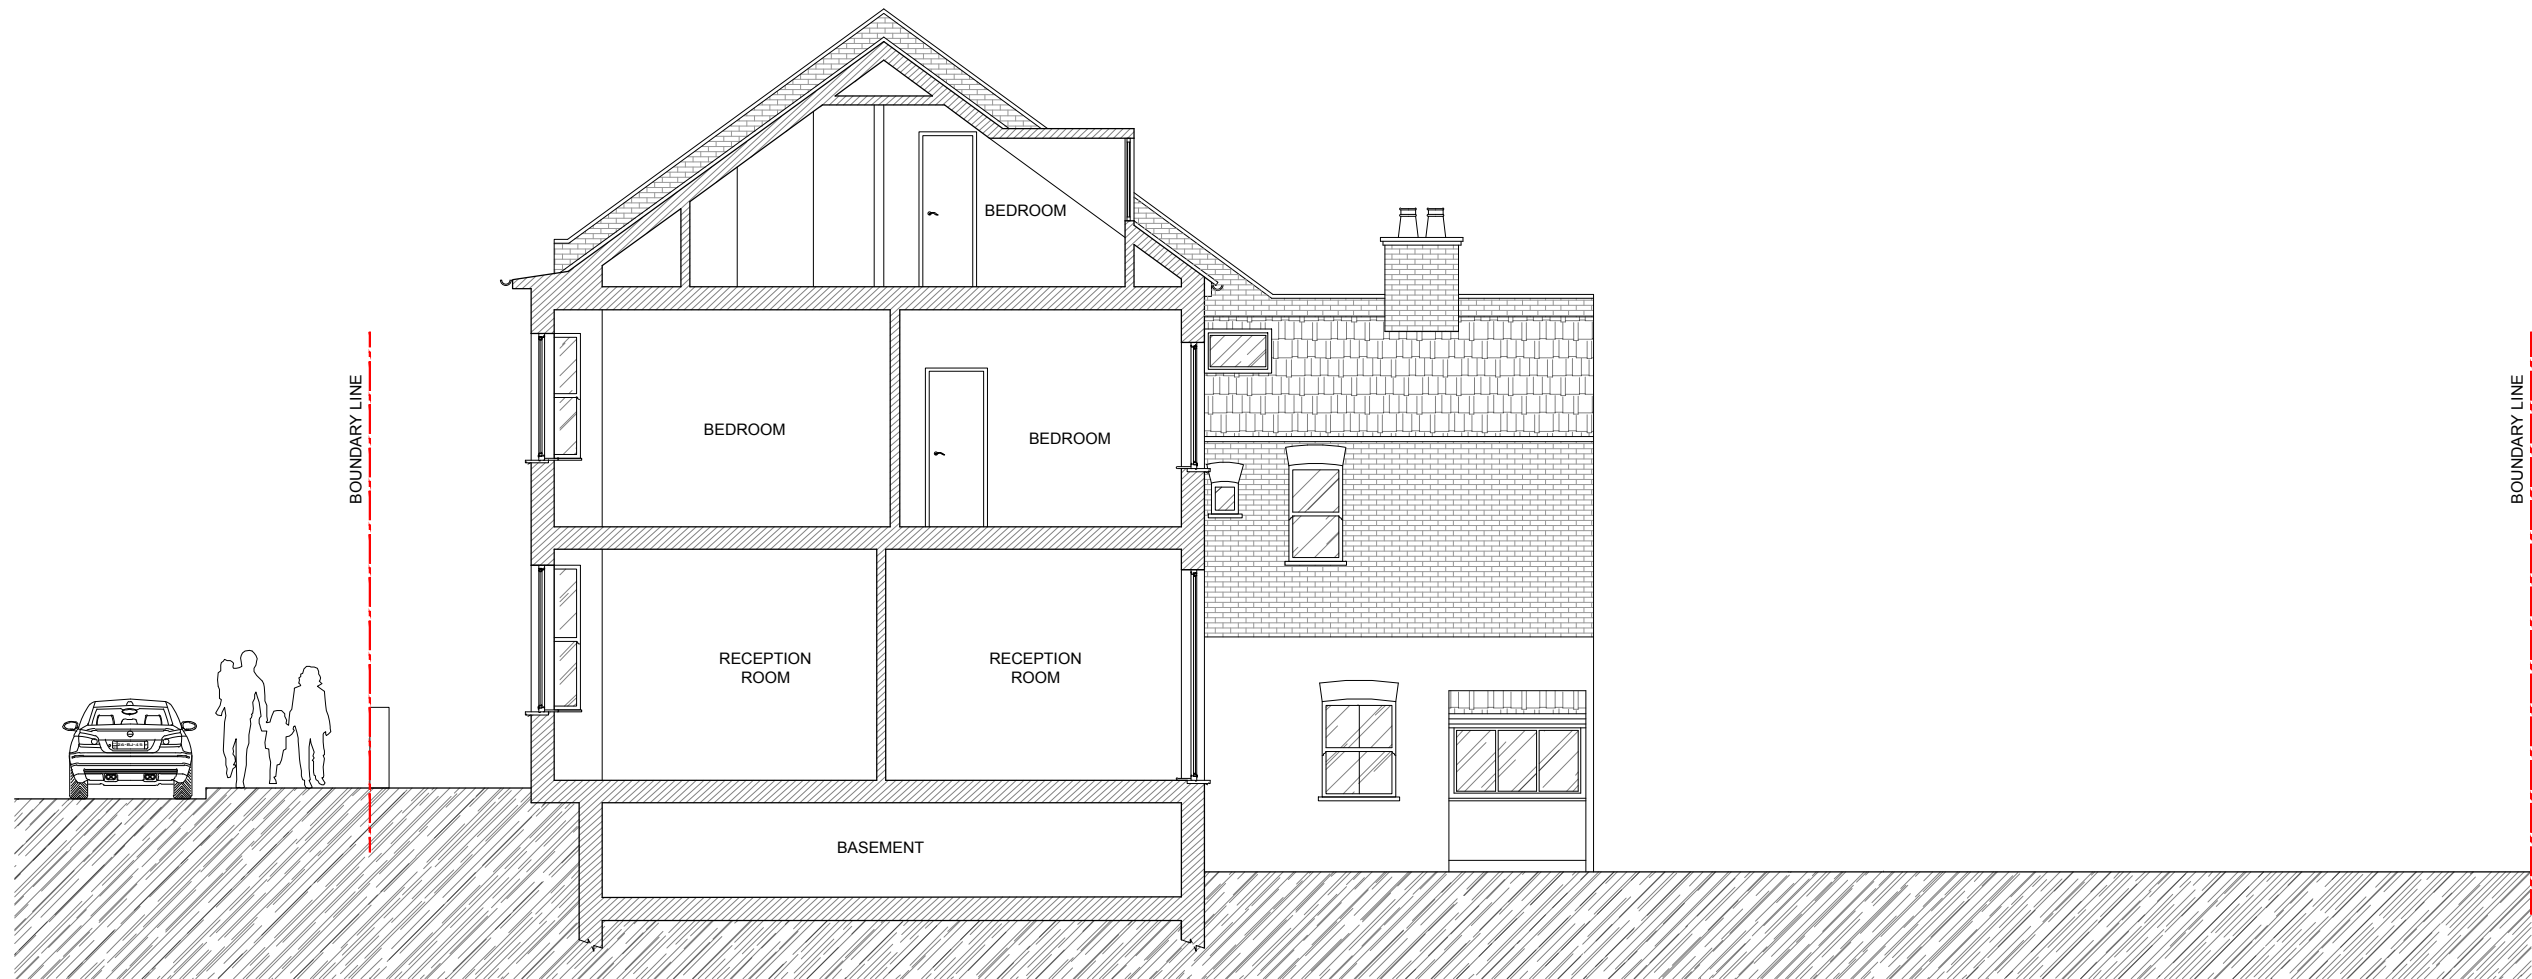 BEDROOM
BOUNDARY LINE
BOUNDARY LINE
BEDROOM
BEDROOM
RECEPTION
ROOM
RECEPTION
ROOM
BASEMENT